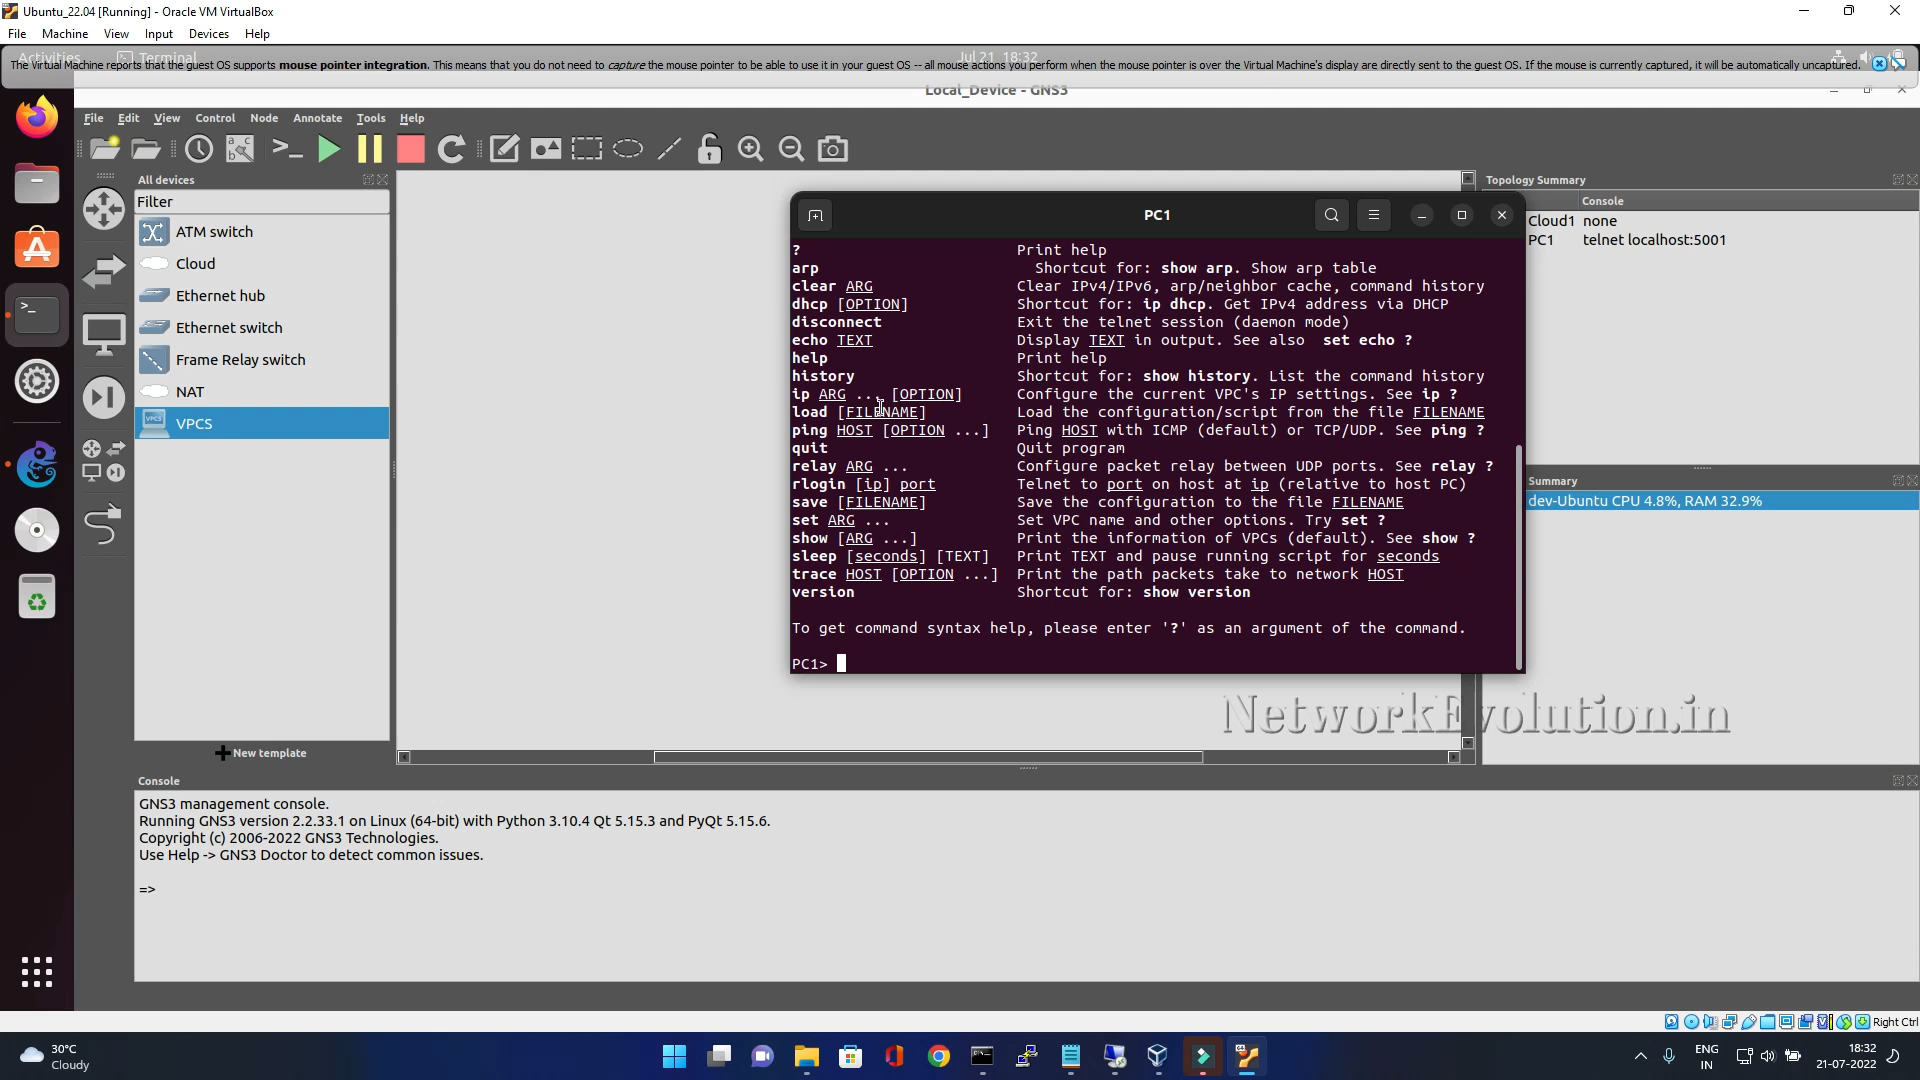 Ubuntu_22.04 [Running] - Oracle VM VirtualBox
File Machine View Input Devices Help
Activities Terminal Jul 21 18:32
The Virtual Machine reports that the guest OS supports mouse pointer integration. This means that you do not need to capture the mouse pointer to be able to use it in your guest OS -- all mouse actions you perform when the mouse pointer is over the Virtual Machine's display are directly sent to the guest OS. If the mouse is currently captured, it will be automatically uncaptured.
Local_Device - GNS3
File Edit View Control Node Annotate Tools Help
All devices
Filter
ATM switch
Cloud
Ethernet hub
Ethernet switch
Frame Relay switch
NAT
VPCS
New template
PC1
? Print help
arp Shortcut for: show arp. Show arp table
clear ARG Clear IPv4/IPv6, arp/neighbor cache, command history
dhcp [OPTION] Shortcut for: ip dhcp. Get IPv4 address via DHCP
disconnect Exit the telnet session (daemon mode)
echo TEXT Display TEXT in output. See also set echo ?
help Print help
history Shortcut for: show history. List the command history
ip ARG ... [OPTION] Configure the current VPC's IP settings. See ip ?
load [FILENAME] Load the configuration/script from the file FILENAME
ping HOST [OPTION ...] Ping HOST with ICMP (default) or TCP/UDP. See ping ?
quit Quit program
relay ARG ... Configure packet relay between UDP ports. See relay ?
rlogin [ip] port Telnet to port on host at ip (relative to host PC)
save [FILENAME] Save the configuration to the file FILENAME
set ARG ... Set VPC name and other options. Try set ?
show [ARG ...] Print the information of VPCs (default). See show ?
sleep [seconds] [TEXT] Print TEXT and pause running script for seconds
trace HOST [OPTION ...] Print the path packets take to network HOST
version Shortcut for: show version
To get command syntax help, please enter '?' as an argument of the command.
PC1>
Topology Summary
Console
Cloud1 none
PC1 telnet localhost:5001
Summary
dev-Ubuntu CPU 4.8%, RAM 32.9%
NetworkEvolution.in
Console
GNS3 management console.
Running GNS3 version 2.2.33.1 on Linux (64-bit) with Python 3.10.4 Qt 5.15.3 and PyQt 5.15.6.
Copyright (c) 2006-2022 GNS3 Technologies.
Use Help -> GNS3 Doctor to detect common issues.
=>
Right Ctrl
30°C
Cloudy
ENG
IN
18:32
21-07-2022